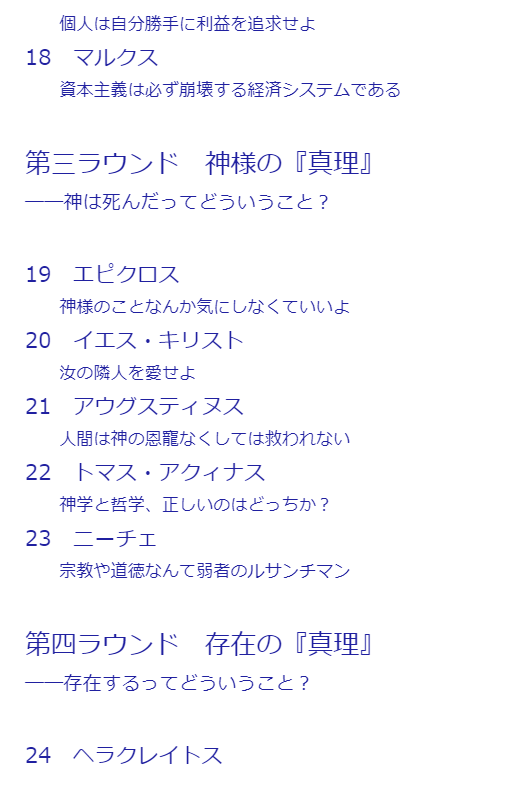 個人は自分勝手に利益を追求せよ
18　マルクス
資本主義は必ず崩壊する経済システムである
第三ラウンド　神様の『真理』
――神は死んだってどういうこと？
19　エピクロス
神様のことなんか気にしなくていいよ
20　イエス・キリスト
汝の隣人を愛せよ
21　アウグスティヌス
人間は神の恩寵なくしては救われない
22　トマス・アクィナス
神学と哲学、正しいのはどっちか？
23　ニーチェ
宗教や道徳なんて弱者のルサンチマン
第四ラウンド　存在の『真理』
――存在するってどういうこと？
24　ヘラクレイトス